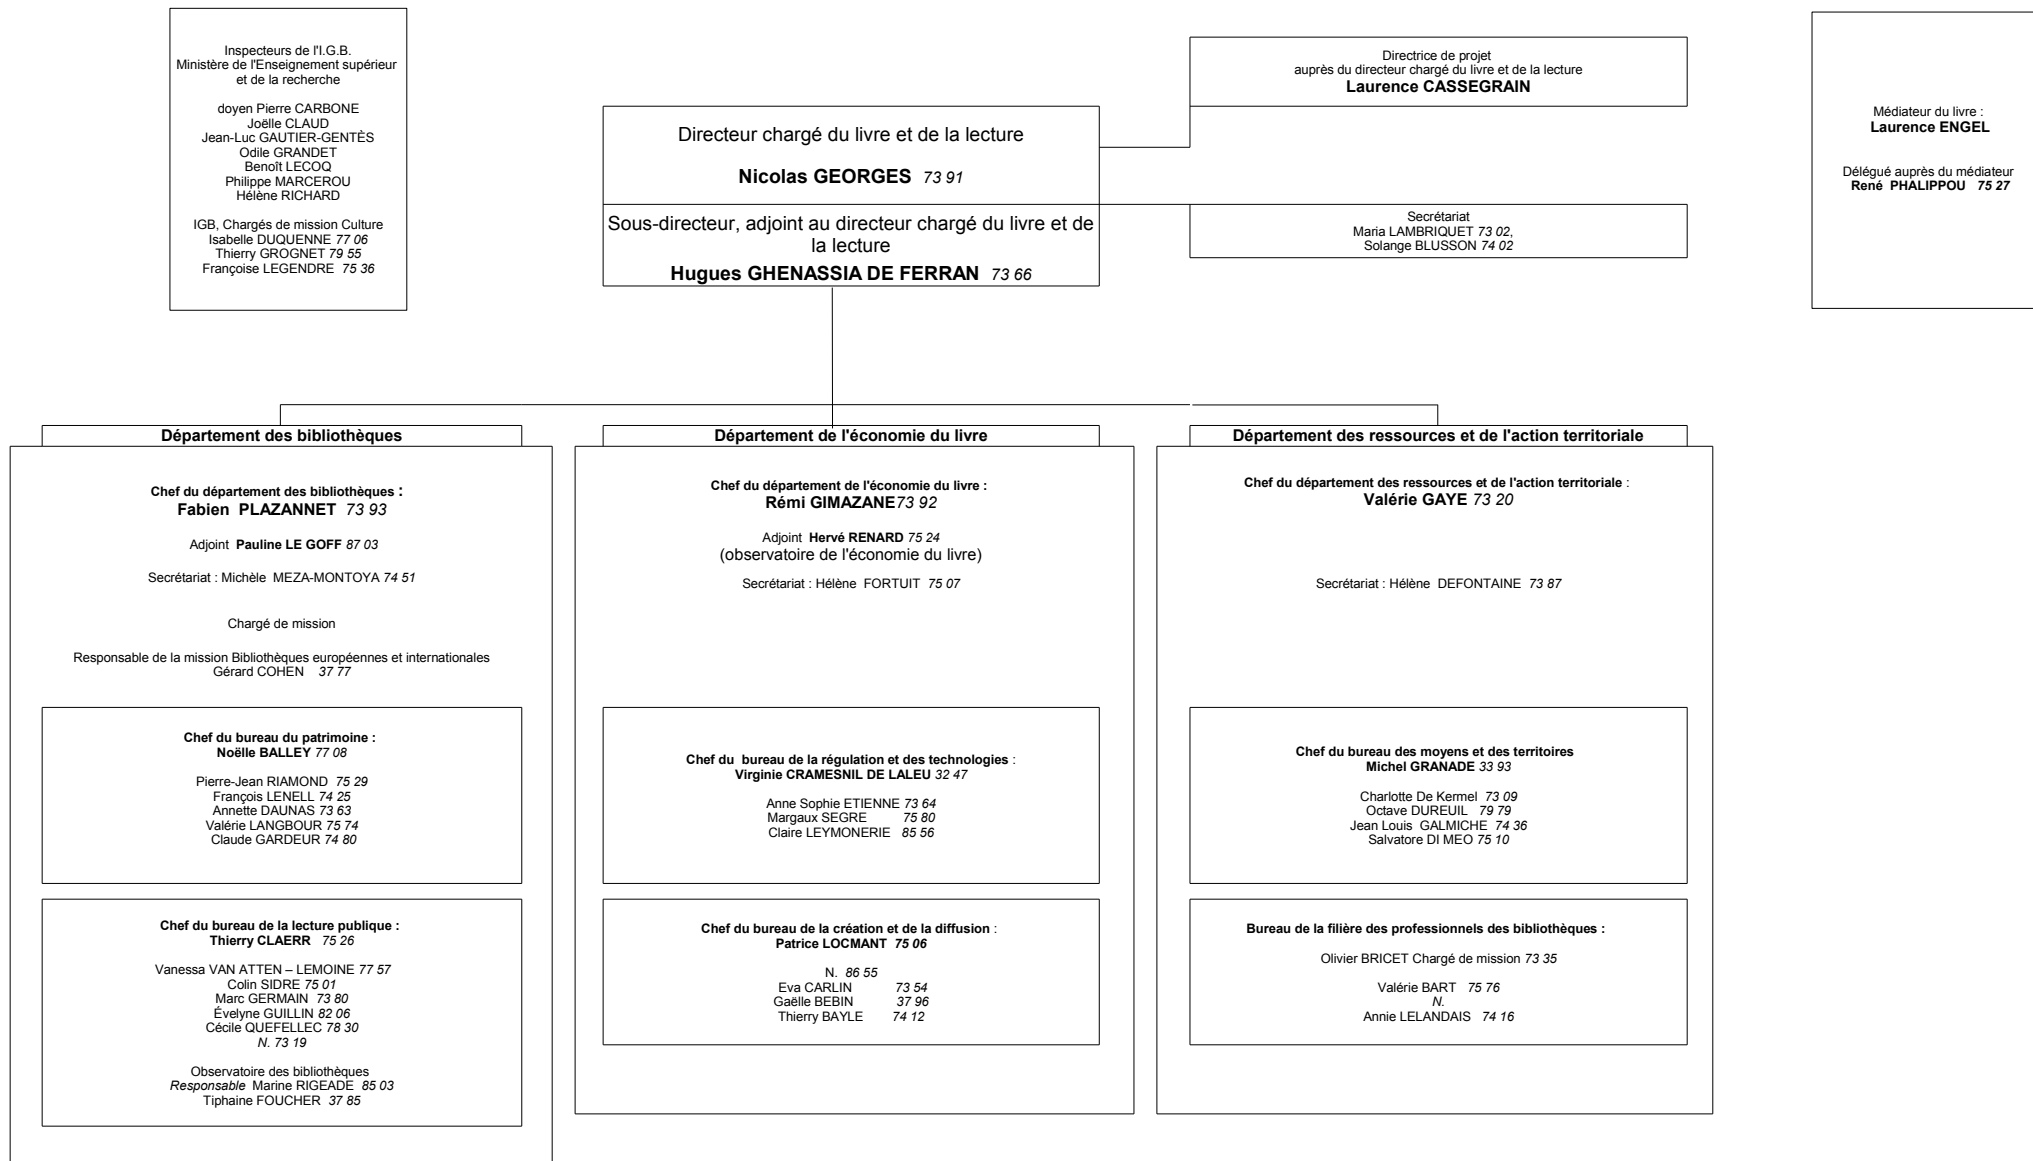 Inspecteurs de l'I.G.B.
Ministère de l'Enseignement supérieur
et de la recherche
doyen Pierre CARBONE
Joëlle CLAUD
Jean-Luc GAUTIER-GENTÈS
Odile GRANDET
Benoît LECOQ
Philippe MARCEROU
Hélène RICHARD
IGB, Chargés de mission Culture
Isabelle DUQUENNE 77 06
Thierry GROGNET 79 55
Françoise LEGENDRE 75 36
Directeur chargé du livre et de la lecture
Nicolas GEORGES 73 91
Sous-directeur, adjoint au directeur chargé du livre et de
la lecture
Hugues GHENASSIA DE FERRAN 73 66
Directrice de projet
auprès du directeur chargé du livre et de la lecture
Laurence CASSEGRAIN
Secrétariat
Maria LAMBRIQUET 73 02,
Solange BLUSSON 74 02
Médiateur du livre :
Laurence ENGEL
Délégué auprès du médiateur
René PHALIPPOU 75 27
Département des bibliothèques
Chef du département des bibliothèques :
Fabien PLAZANNET 73 93
Adjoint Pauline LE GOFF 87 03
Secrétariat : Michèle MEZA-MONTOYA 74 51
Chargé de mission
Responsable de la mission Bibliothèques européennes et internationales
Gérard COHEN 37 77
Chef du bureau du patrimoine :
Noëlle BALLEY 77 08
Pierre-Jean RIAMOND 75 29
François LENELL 74 25
Annette DAUNAS 73 63
Valérie LANGBOUR 75 74
Claude GARDEUR 74 80
Chef du bureau de la lecture publique :
Thierry CLAERR 75 26
Vanessa VAN ATTEN – LEMOINE 77 57
Colin SIDRE 75 01
Marc GERMAIN 73 80
Évelyne GUILLIN 82 06
Cécile QUEFELLEC 78 30
N. 73 19
Observatoire des bibliothèques
Responsable Marine RIGEADE 85 03
Tiphaine FOUCHER 37 85
Département de l'économie du livre
Chef du département de l'économie du livre :
Rémi GIMAZANE73 92
Adjoint Hervé RENARD 75 24
(observatoire de l'économie du livre)
Secrétariat : Hélène FORTUIT 75 07
Chef du bureau de la régulation et des technologies :
Virginie CRAMESNIL DE LALEU 32 47
Anne Sophie ETIENNE 73 64
Margaux SEGRE 75 80
Claire LEYMONERIE 85 56
Chef du bureau de la création et de la diffusion :
Patrice LOCMANT 75 06
N. 86 55
Eva CARLIN 73 54
Gaëlle BEBIN 37 96
Thierry BAYLE 74 12
Département des ressources et de l'action territoriale
Chef du département des ressources et de l'action territoriale :
Valérie GAYE 73 20
Secrétariat : Hélène DEFONTAINE 73 87
Chef du bureau des moyens et des territoires
Michel GRANADE 33 93
Charlotte De Kermel 73 09
Octave DUREUIL 79 79
Jean Louis GALMICHE 74 36
Salvatore DI MEO 75 10
Bureau de la filière des professionnels des bibliothèques :
Olivier BRICET Chargé de mission 73 35
Valérie BART 75 76
N.
Annie LELANDAIS 74 16